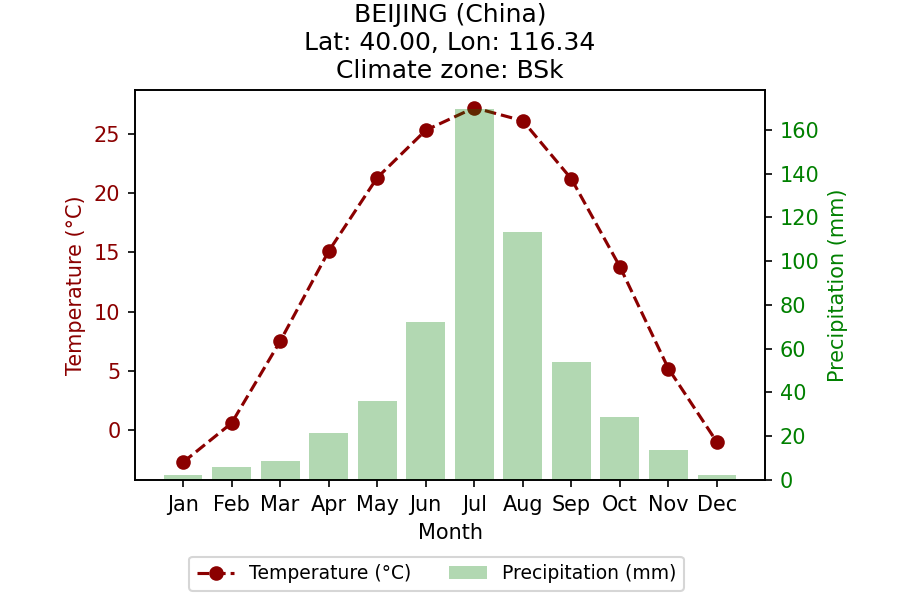 BEIJING (China)
Lat: 40.00, Lon: 116.34
Climate zone: BSk
25
20
15
10
5
0
Temperature (°C)
160
140
120
100
80
60
40
20
0
Precipitation (mm)
Jan Feb Mar Apr May Jun Jul Aug Sep Oct Nov Dec
Month
Temperature (°C) Precipitation (mm)